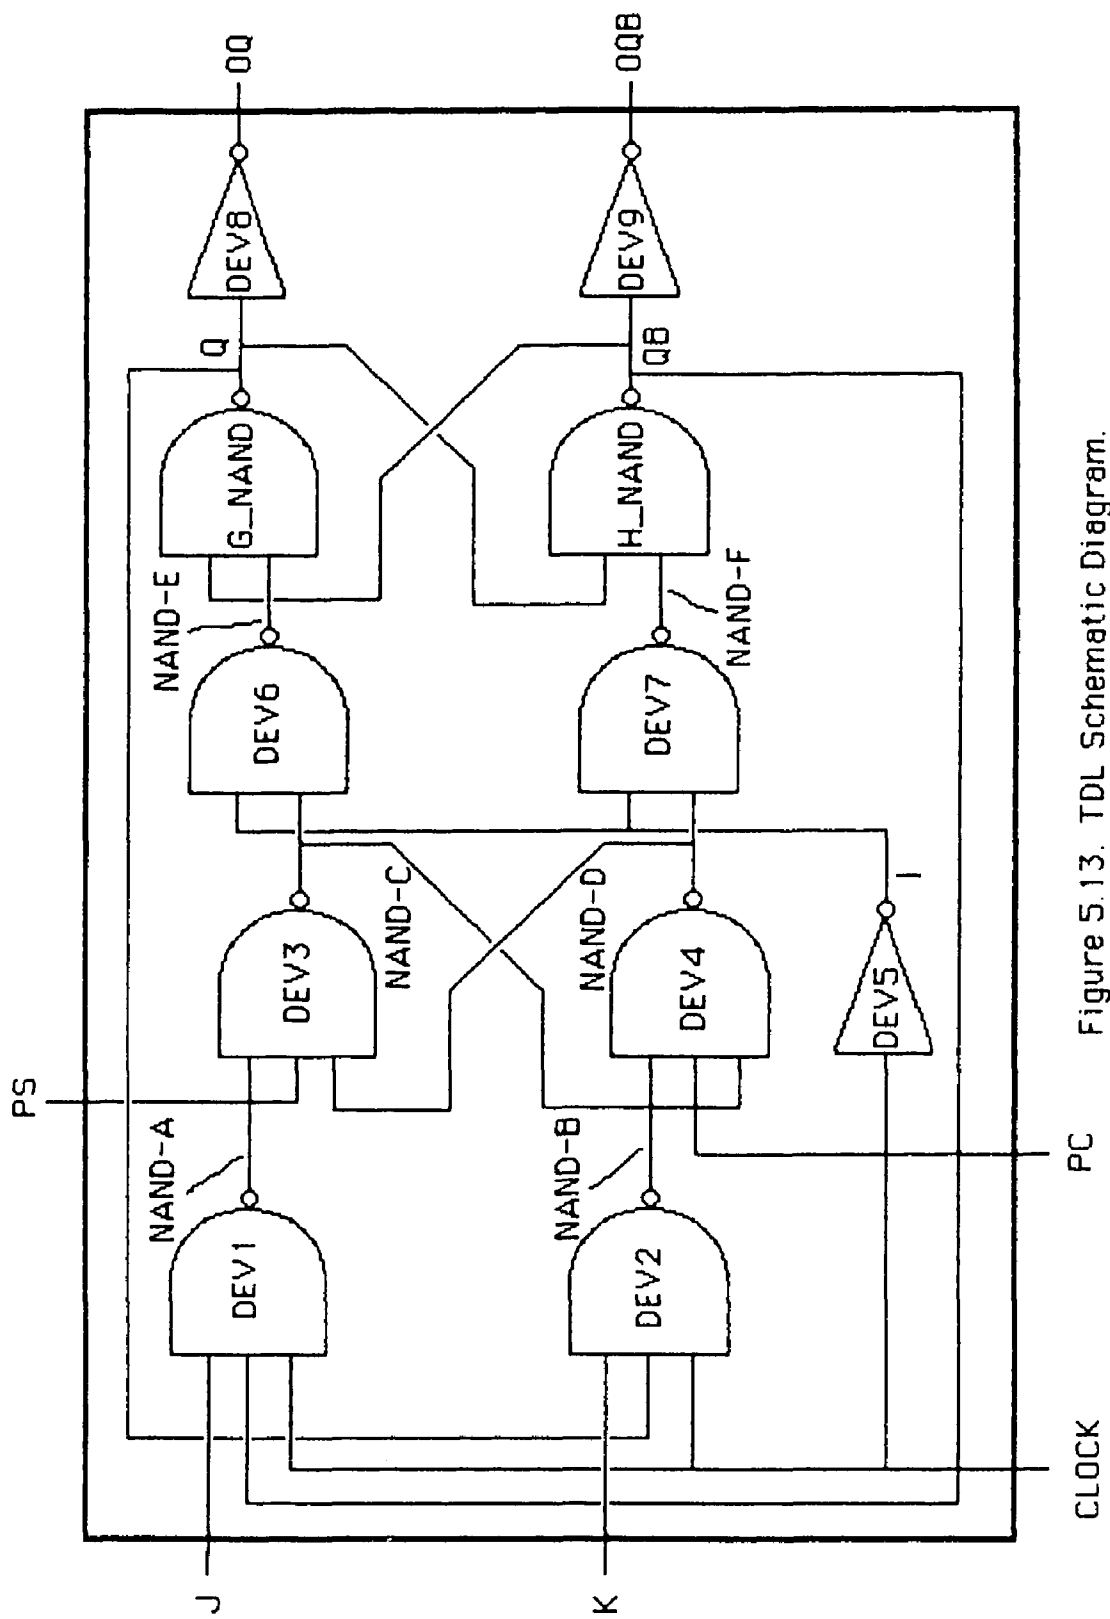 PS
J
NAND-A
DEV1
DEV3
NAND-C
NAND-E
DEV6
G_NAND
Q
DEV8
OQ
K
NAND-B
DEV2
DEV4
NAND-D
DEV7
NAND-F
H_NAND
QB
DEV9
OQB
DEV5
I
CLOCK
PC
Figure 5.13. TDL Schematic Diagram.